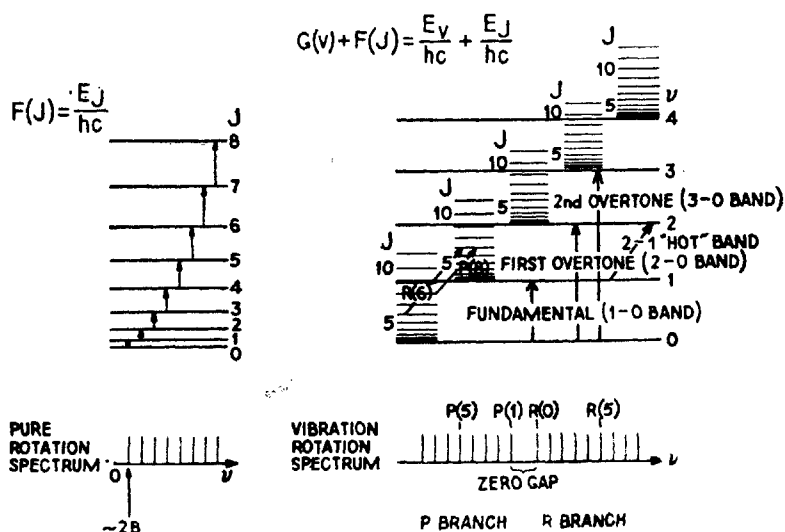 G(v)+F(J) = E_v/hc + E_J/hc
F(J) = E_J/hc
J
8
7
6
5
4
3
2
1
0
J
10
5
J
10
5
J
10
5
J
10
5
J
10
5
ν
4
3
2
1
0
2nd OVERTONE (3-0 BAND)
2-1 "HOT" BAND
FIRST OVERTONE (2-0 BAND)
R(6)
FUNDAMENTAL (1-0 BAND)
PURE
ROTATION
SPECTRUM
0
ν
≈2B
VIBRATION
ROTATION
SPECTRUM
P(5) P(1) R(0) R(5)
ν
ZERO GAP
P BRANCH R BRANCH